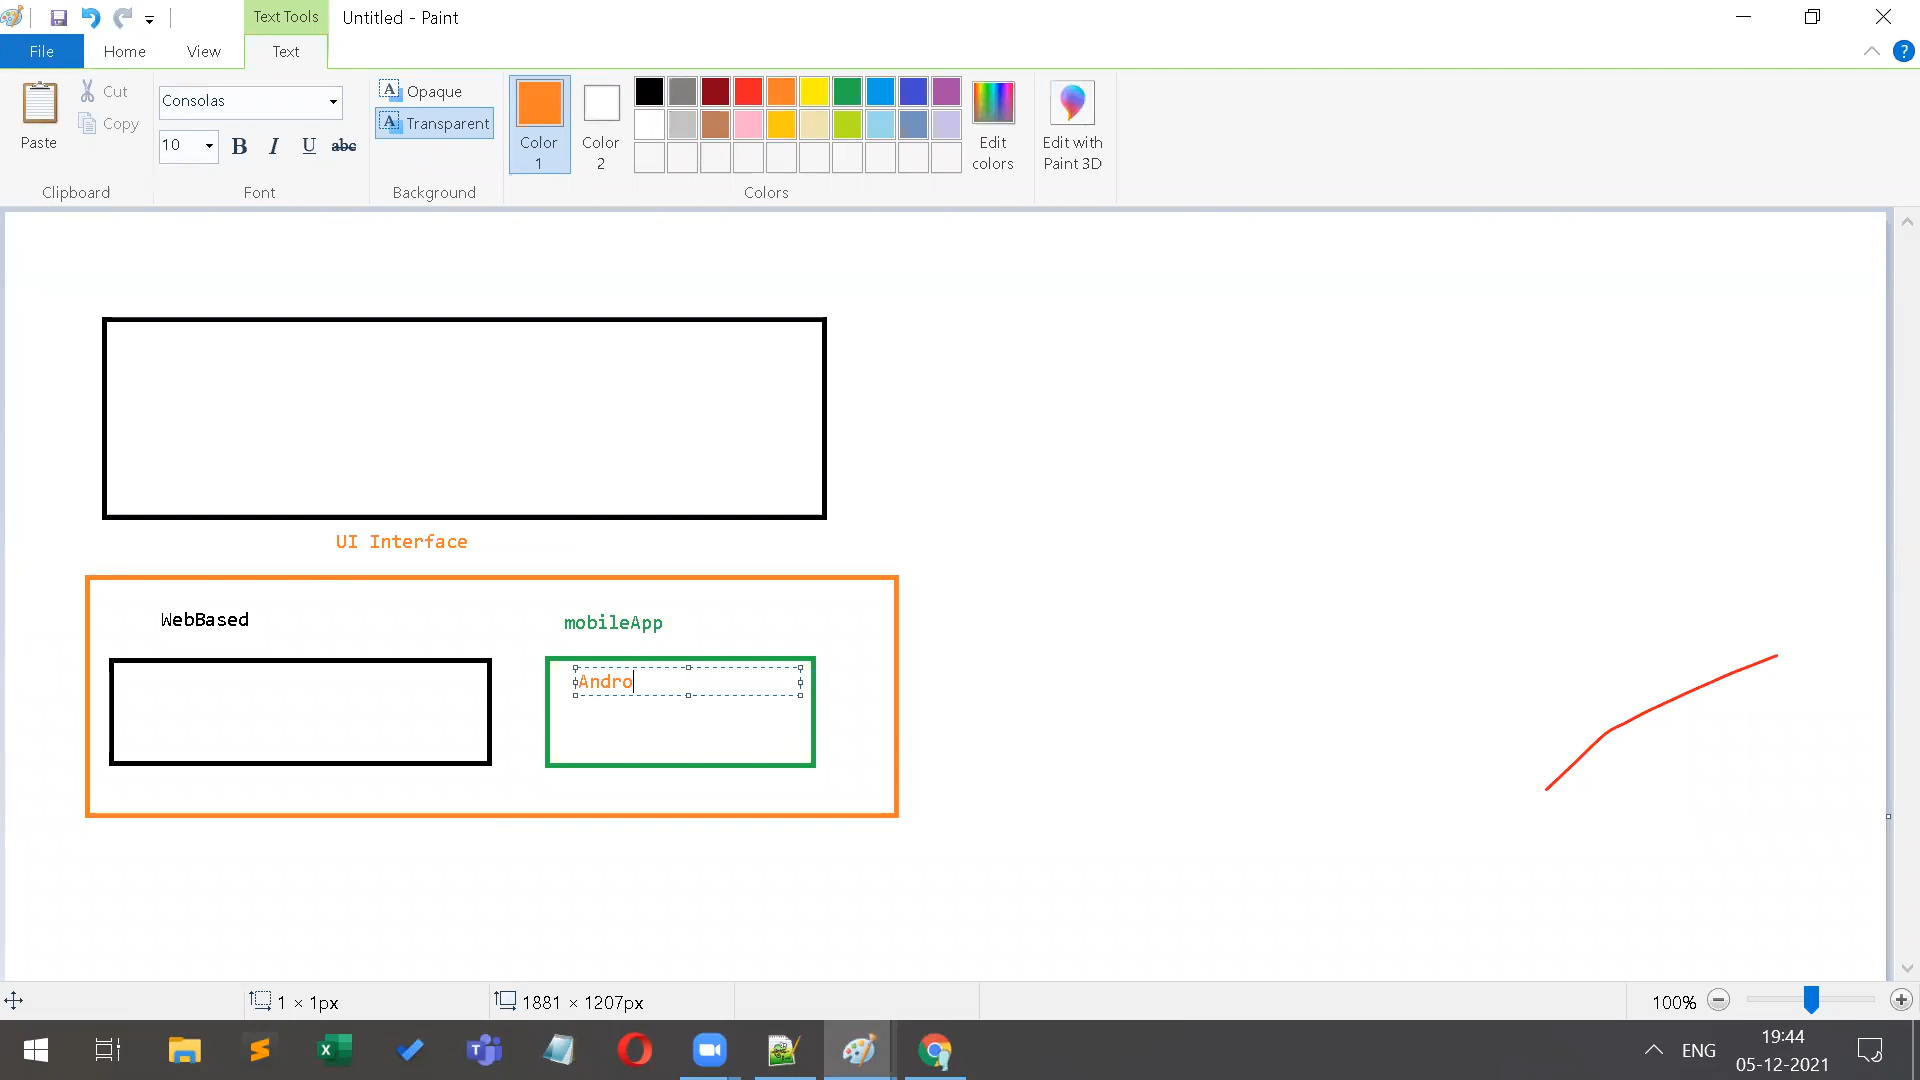 Text Tools
Untitled - Paint
File
Home
View
Text
Paste
Cut
Copy
Clipboard
Consolas
10
B
I
U
abc
Font
A Opaque
A Transparent
Background
Color
1
Color
2
Colors
Edit
colors
Edit with
Paint 3D
?
UI Interface
WebBased
mobileApp
Andro
1 × 1px
1881 × 1207px
100%
ENG
19:44
05-12-2021